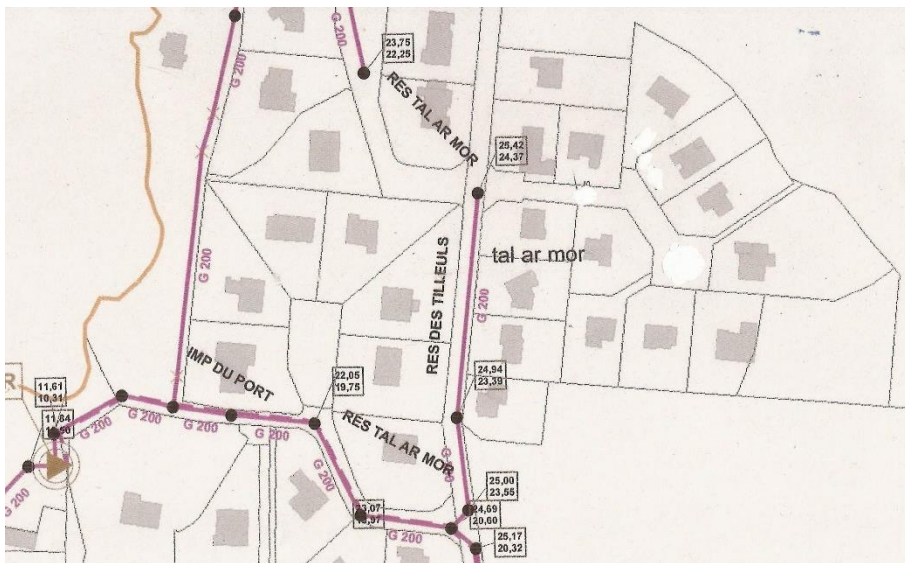 G 200
G 200
23,75
22,25
RES TAL AR MOR
25,42
24,37
G 200
RES DES TILLEULS
tal ar mor
G 200
IMP DU PORT
22,05
19,75
24,94
23,39
R
11,61
10,31
11,84
G 200
G 200
G 200
G 200
RES TAL AR MOR
G 200
25,00
23,55
24,69
20,60
23,07
G 200
G 200
25,17
20,32